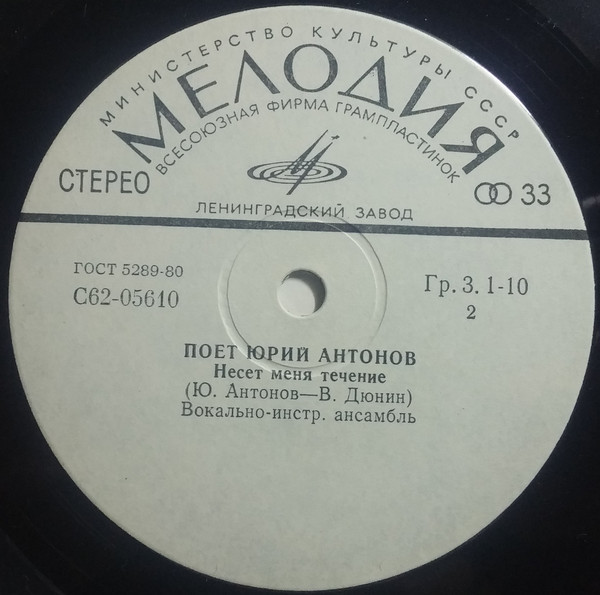 МИНИСТЕРСТВО КУЛЬТУРЫ СССР
МЕЛОДИЯ
ВСЕСОЮЗНАЯ ФИРМА ГРАМПЛАСТИНОК
СТЕРЕО
33
ЛЕНИНГРАДСКИЙ ЗАВОД
ГОСТ 5289-80
С62-05610
Гр. 3. 1-10
2
ПОЕТ ЮРИЙ АНТОНОВ
Несет меня течение
(Ю. Антонов—В. Дюнин)
Вокально-инстр. ансамбль